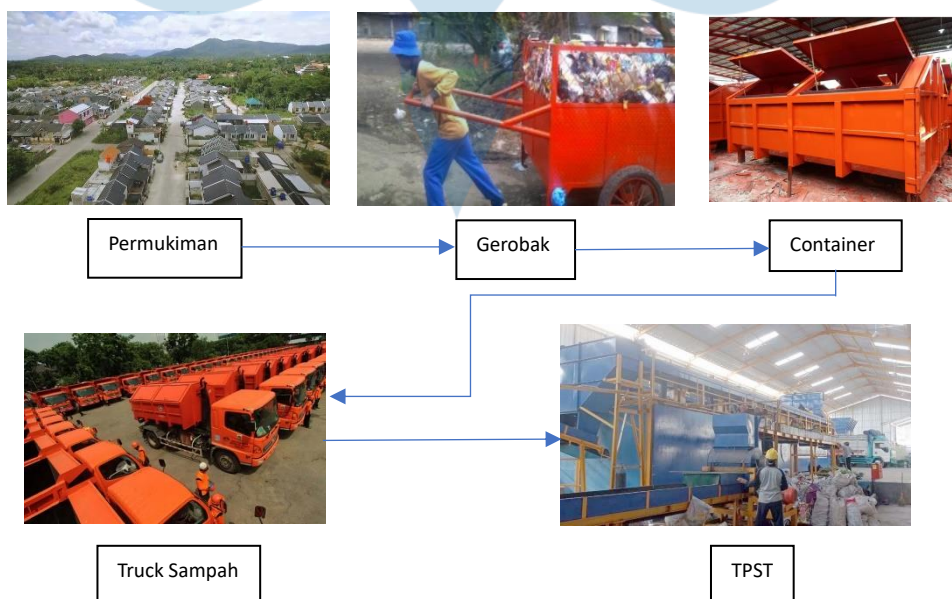 Permukiman
Gerobak
Container
Truck Sampah
TPST